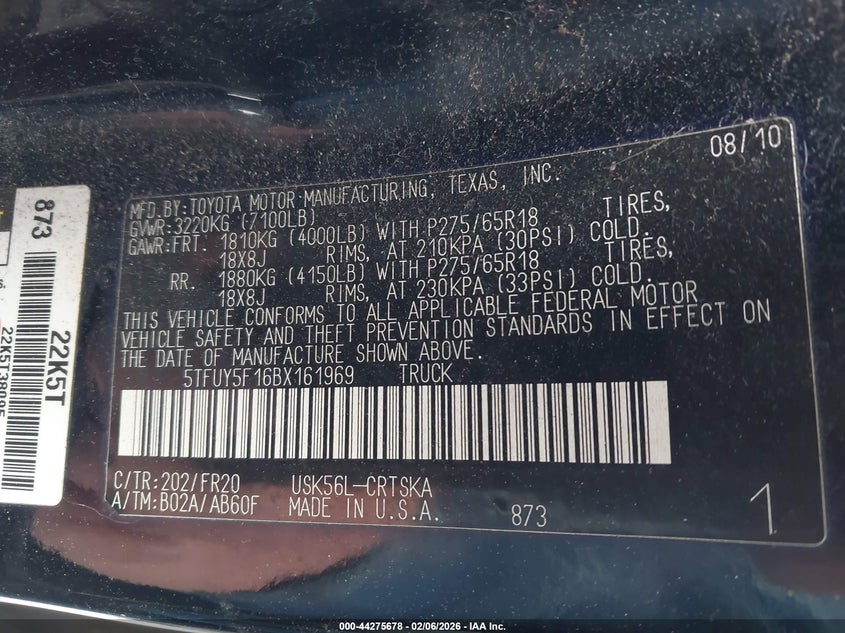 08/10
MFD.BY:TOYOTA MOTOR MANUFACTURING, TEXAS, INC.
GVWR:3220KG (7100LB)
GAWR:FRT. 1810KG (4000LB) WITH P275/65R18 TIRES,
18X8J RIMS, AT 210KPA (30PSI) COLD.
RR. 1880KG (4150LB) WITH P275/65R18 TIRES,
18X8J RIMS, AT 230KPA (33PSI) COLD.
THIS VEHICLE CONFORMS TO ALL APPLICABLE FEDERAL MOTOR
VEHICLE SAFETY AND THEFT PREVENTION STANDARDS IN EFFECT ON
THE DATE OF MANUFACTURE SHOWN ABOVE.
5TFUY5F16BX161969 TRUCK
C/TR:202/FR20 USK56L-CRTSKA
A/TM:B02A/AB60F MADE IN U.S.A. 873
1
873
22K5T
000-44275678 - 02/06/2026 - IAA Inc.